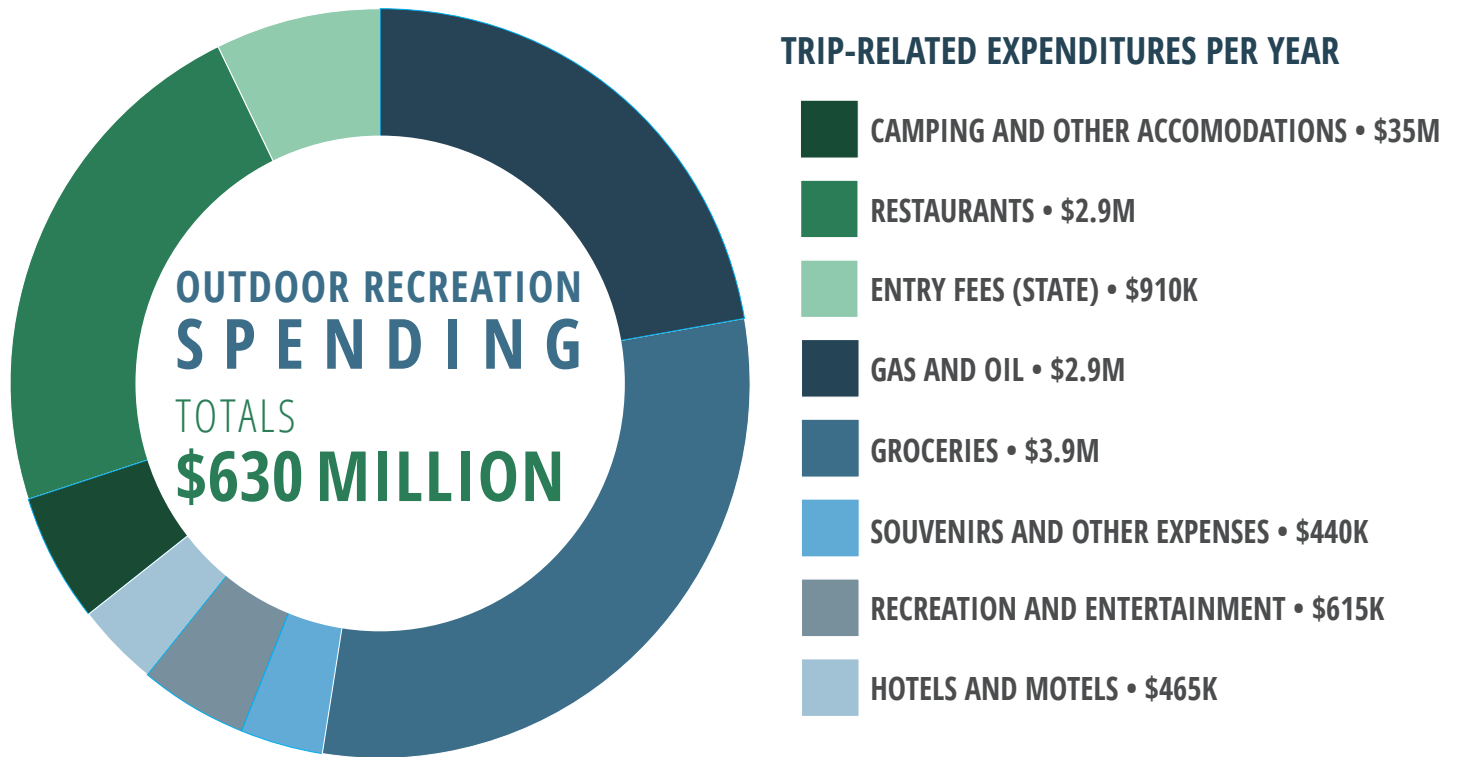 OUTDOOR RECREATION
SPENDING
TOTALS
$630 MILLION
TRIP-RELATED EXPENDITURES PER YEAR
CAMPING AND OTHER ACCOMODATIONS • $35M
RESTAURANTS • $2.9M
ENTRY FEES (STATE) • $910K
GAS AND OIL • $2.9M
GROCERIES • $3.9M
SOUVENIRS AND OTHER EXPENSES • $440K
RECREATION AND ENTERTAINMENT • $615K
HOTELS AND MOTELS • $465K